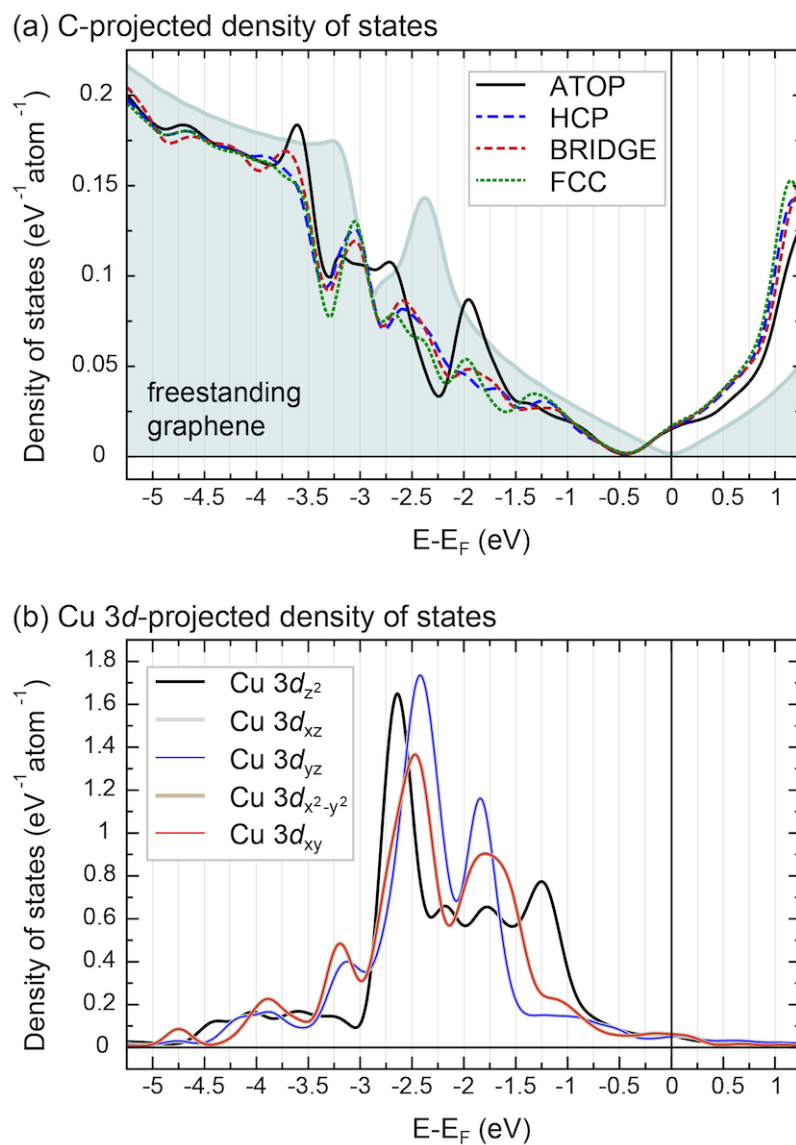 (a) C-projected density of states
Density of states (eV⁻¹ atom⁻¹)
0.2
0.15
0.1
0.05
0
ATOP
HCP
BRIDGE
FCC
freestanding
graphene
-5 -4.5 -4 -3.5 -3 -2.5 -2 -1.5 -1 -0.5 0 0.5 1
E-E_F (eV)
(b) Cu 3d-projected density of states
Density of states (eV⁻¹ atom⁻¹)
1.8
1.6
1.4
1.2
1
0.8
0.6
0.4
0.2
0
Cu 3d_z²
Cu 3d_xz
Cu 3d_yz
Cu 3d_x²-y²
Cu 3d_xy
-5 -4.5 -4 -3.5 -3 -2.5 -2 -1.5 -1 -0.5 0 0.5 1
E-E_F (eV)